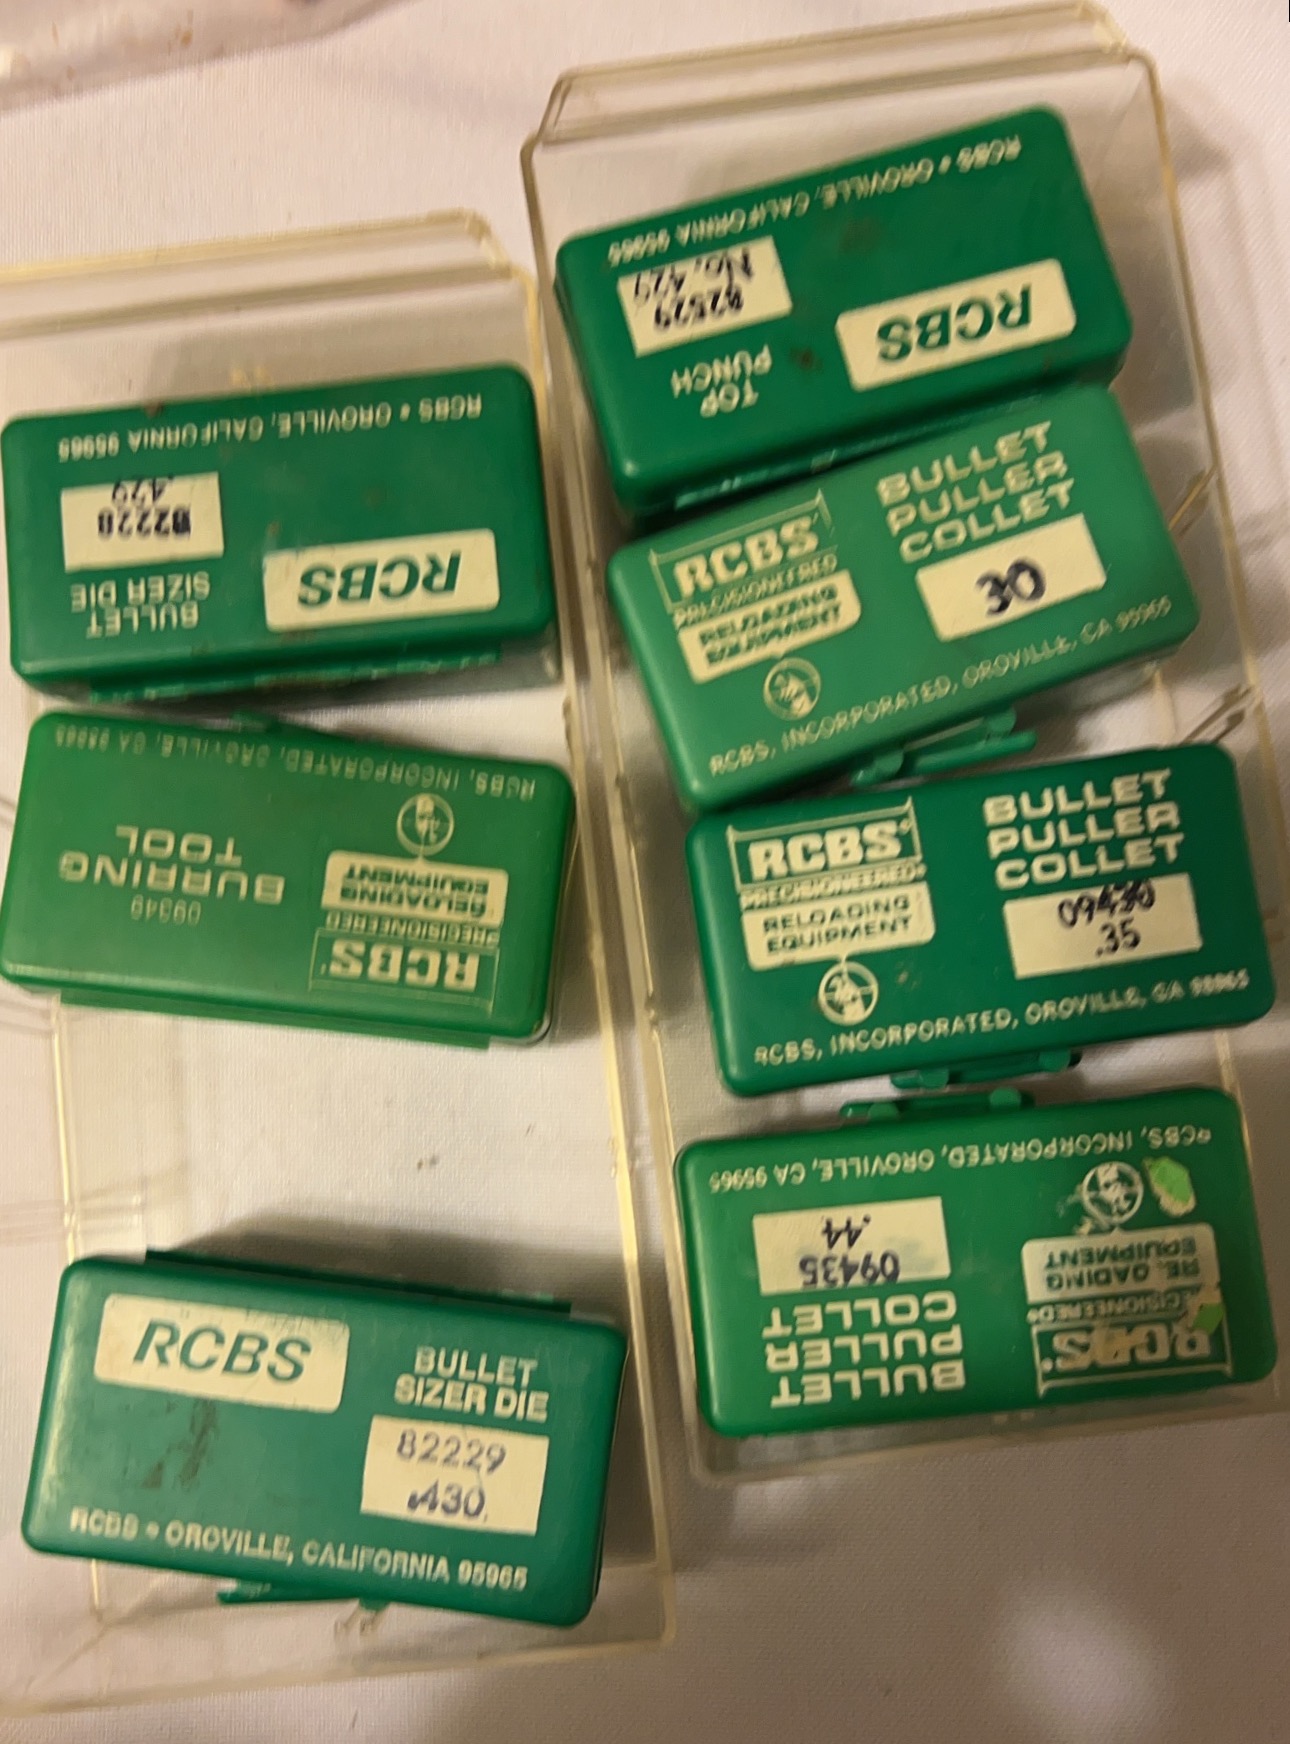 RCBS • OROVILLE, CALIFORNIA 95965
82228
.429
BULLET
SIZER DIE
RCBS
RCBS, INCORPORATED, OROVILLE, CA 95965
09349
BURRING
TOOL
RCBS
PRECISIONEERED
RELOADING
EQUIPMENT
RCBS
BULLET
SIZER DIE
82229
.430
RCBS • OROVILLE, CALIFORNIA 95965
RCBS
TOP
PUNCH
82529
No. 429
RCBS • OROVILLE, CALIFORNIA 95965
RCBS
PRECISIONEERED
RELOADING
EQUIPMENT
BULLET
PULLER
COLLET
30
RCBS, INCORPORATED, OROVILLE, CA 95965
RCBS
PRECISIONEERED
RELOADING
EQUIPMENT
BULLET
PULLER
COLLET
09430
.35
RCBS, INCORPORATED, OROVILLE, CA 95965
RCBS
CISIONEERED
RE OADING
EQUIPMENT
BULLET
PULLER
COLLET
09435
.44
RCBS, INCORPORATED, OROVILLE, CA 95965